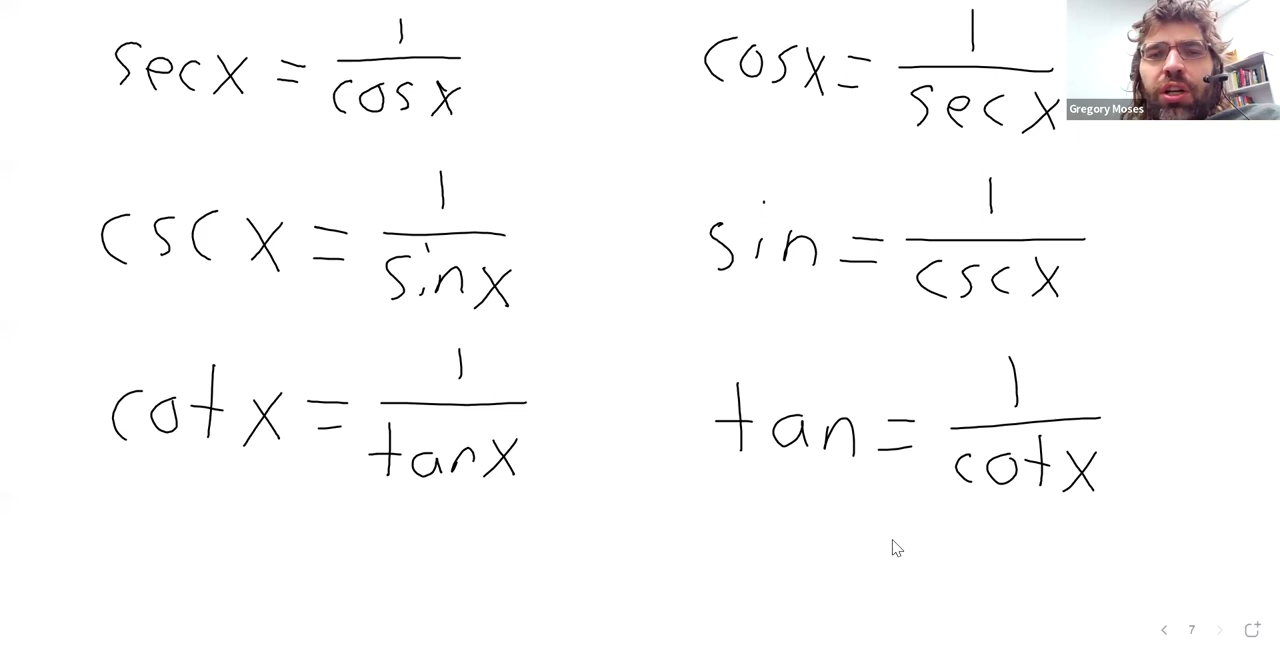 sec x = 1/cos x
cos x = 1/sec x
Gregory Moses
csc x = 1/sin x
sin = 1/csc x
cot x = 1/tan x
tan = 1/cot x
7